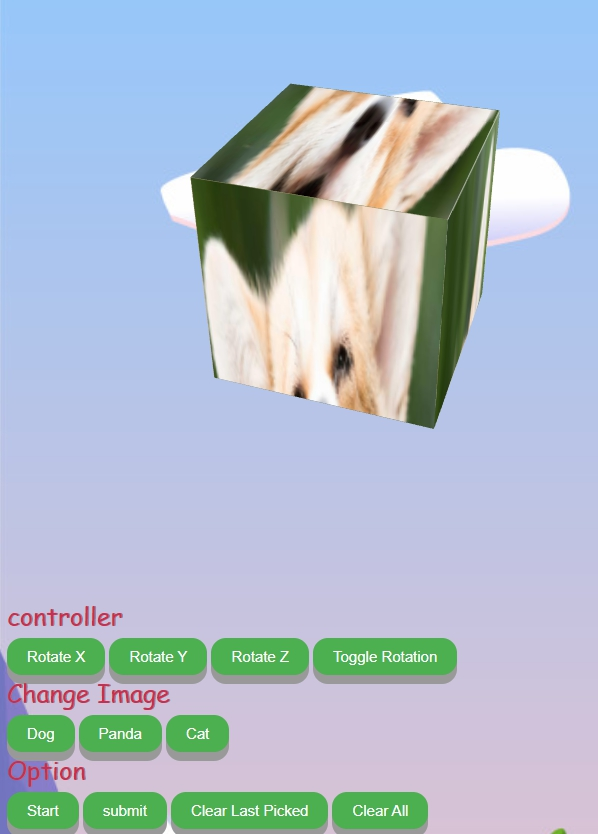 controller
Rotate X Rotate Y Rotate Z Toggle Rotation
Change Image
Dog Panda Cat
Option
Start submit Clear Last Picked Clear All